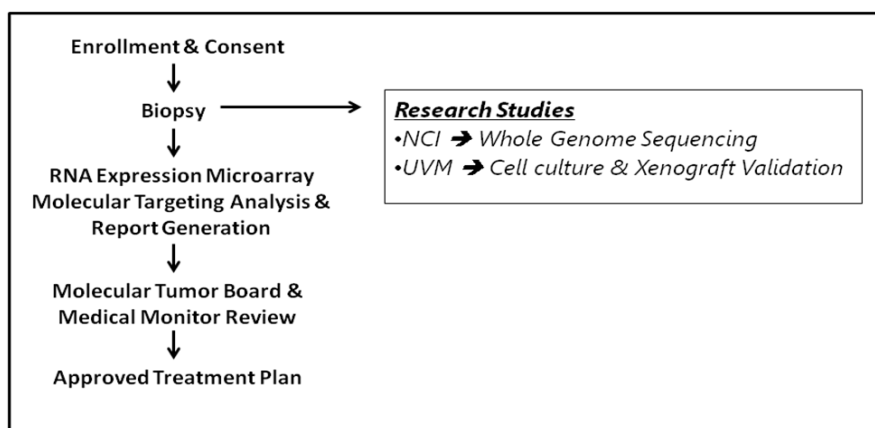 Enrollment & Consent
Biopsy
RNA Expression Microarray
Molecular Targeting Analysis &
Report Generation
Molecular Tumor Board &
Medical Monitor Review
Approved Treatment Plan
Research Studies
•NCI ➔ Whole Genome Sequencing
•UVM ➔ Cell culture & Xenograft Validation